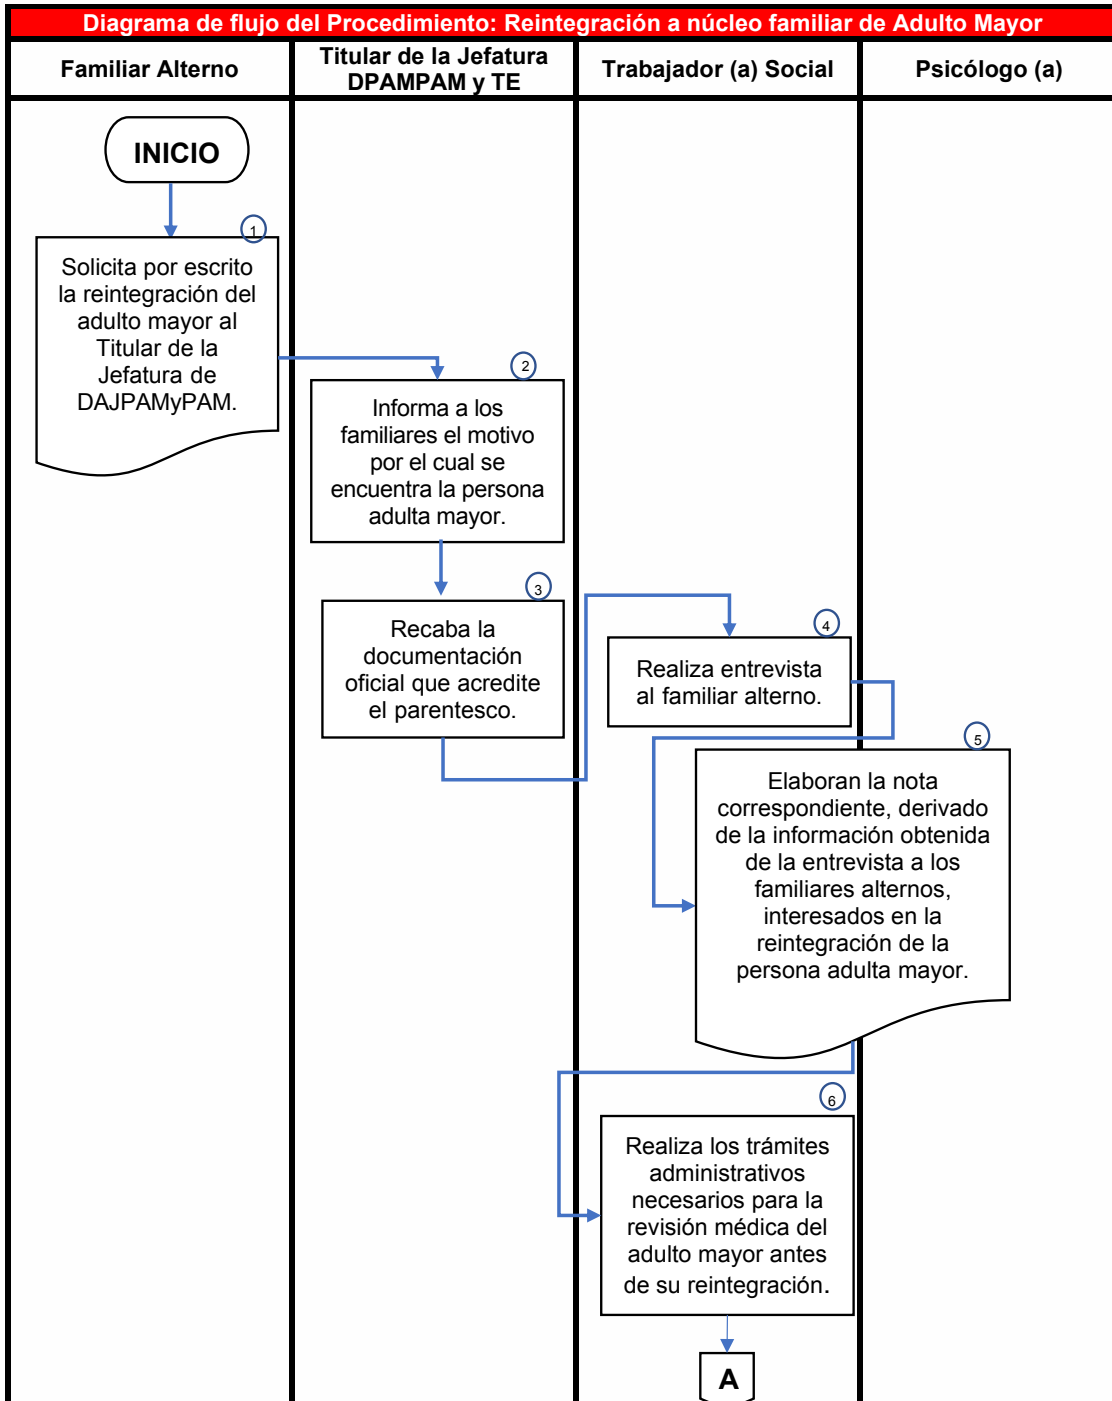 Diagrama de flujo del Procedimiento: Reintegración a núcleo familiar de Adulto Mayor
Familiar Alterno
Titular de la Jefatura
DPAMPAM y TE
Trabajador (a) Social
Psicólogo (a)
INICIO
1
Solicita por escrito
la reintegración del
adulto mayor al
Titular de la
Jefatura de
DAJPAMyPAM.
2
Informa a los
familiares el motivo
por el cual se
encuentra la persona
adulta mayor.
3
Recaba la
documentación
oficial que acredite
el parentesco.
4
Realiza entrevista
al familiar alterno.
5
Elaboran la nota
correspondiente, derivado
de la información obtenida
de la entrevista a los
familiares alternos,
interesados en la
reintegración de la
persona adulta mayor.
6
Realiza los trámites
administrativos
necesarios para la
revisión médica del
adulto mayor antes
de su reintegración.
A